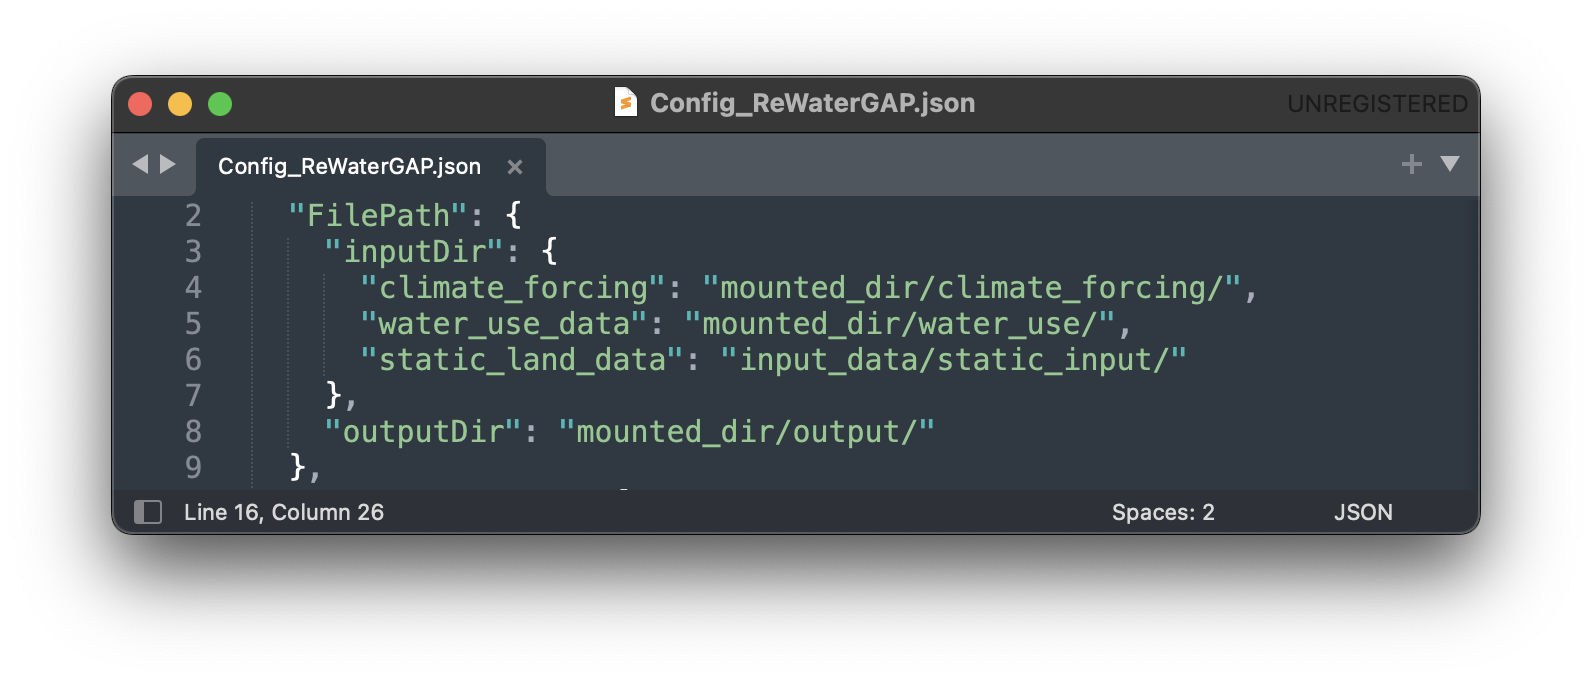 Config_ReWaterGAP.json
UNREGISTERED
Config_ReWaterGAP.json ×
2 "FilePath": {
3 "inputDir": {
4 "climate_forcing": "mounted_dir/climate_forcing/",
5 "water_use_data": "mounted_dir/water_use/",
6 "static_land_data": "input_data/static_input/"
7 },
8 "outputDir": "mounted_dir/output/"
9 },
Line 16, Column 26
Spaces: 2
JSON